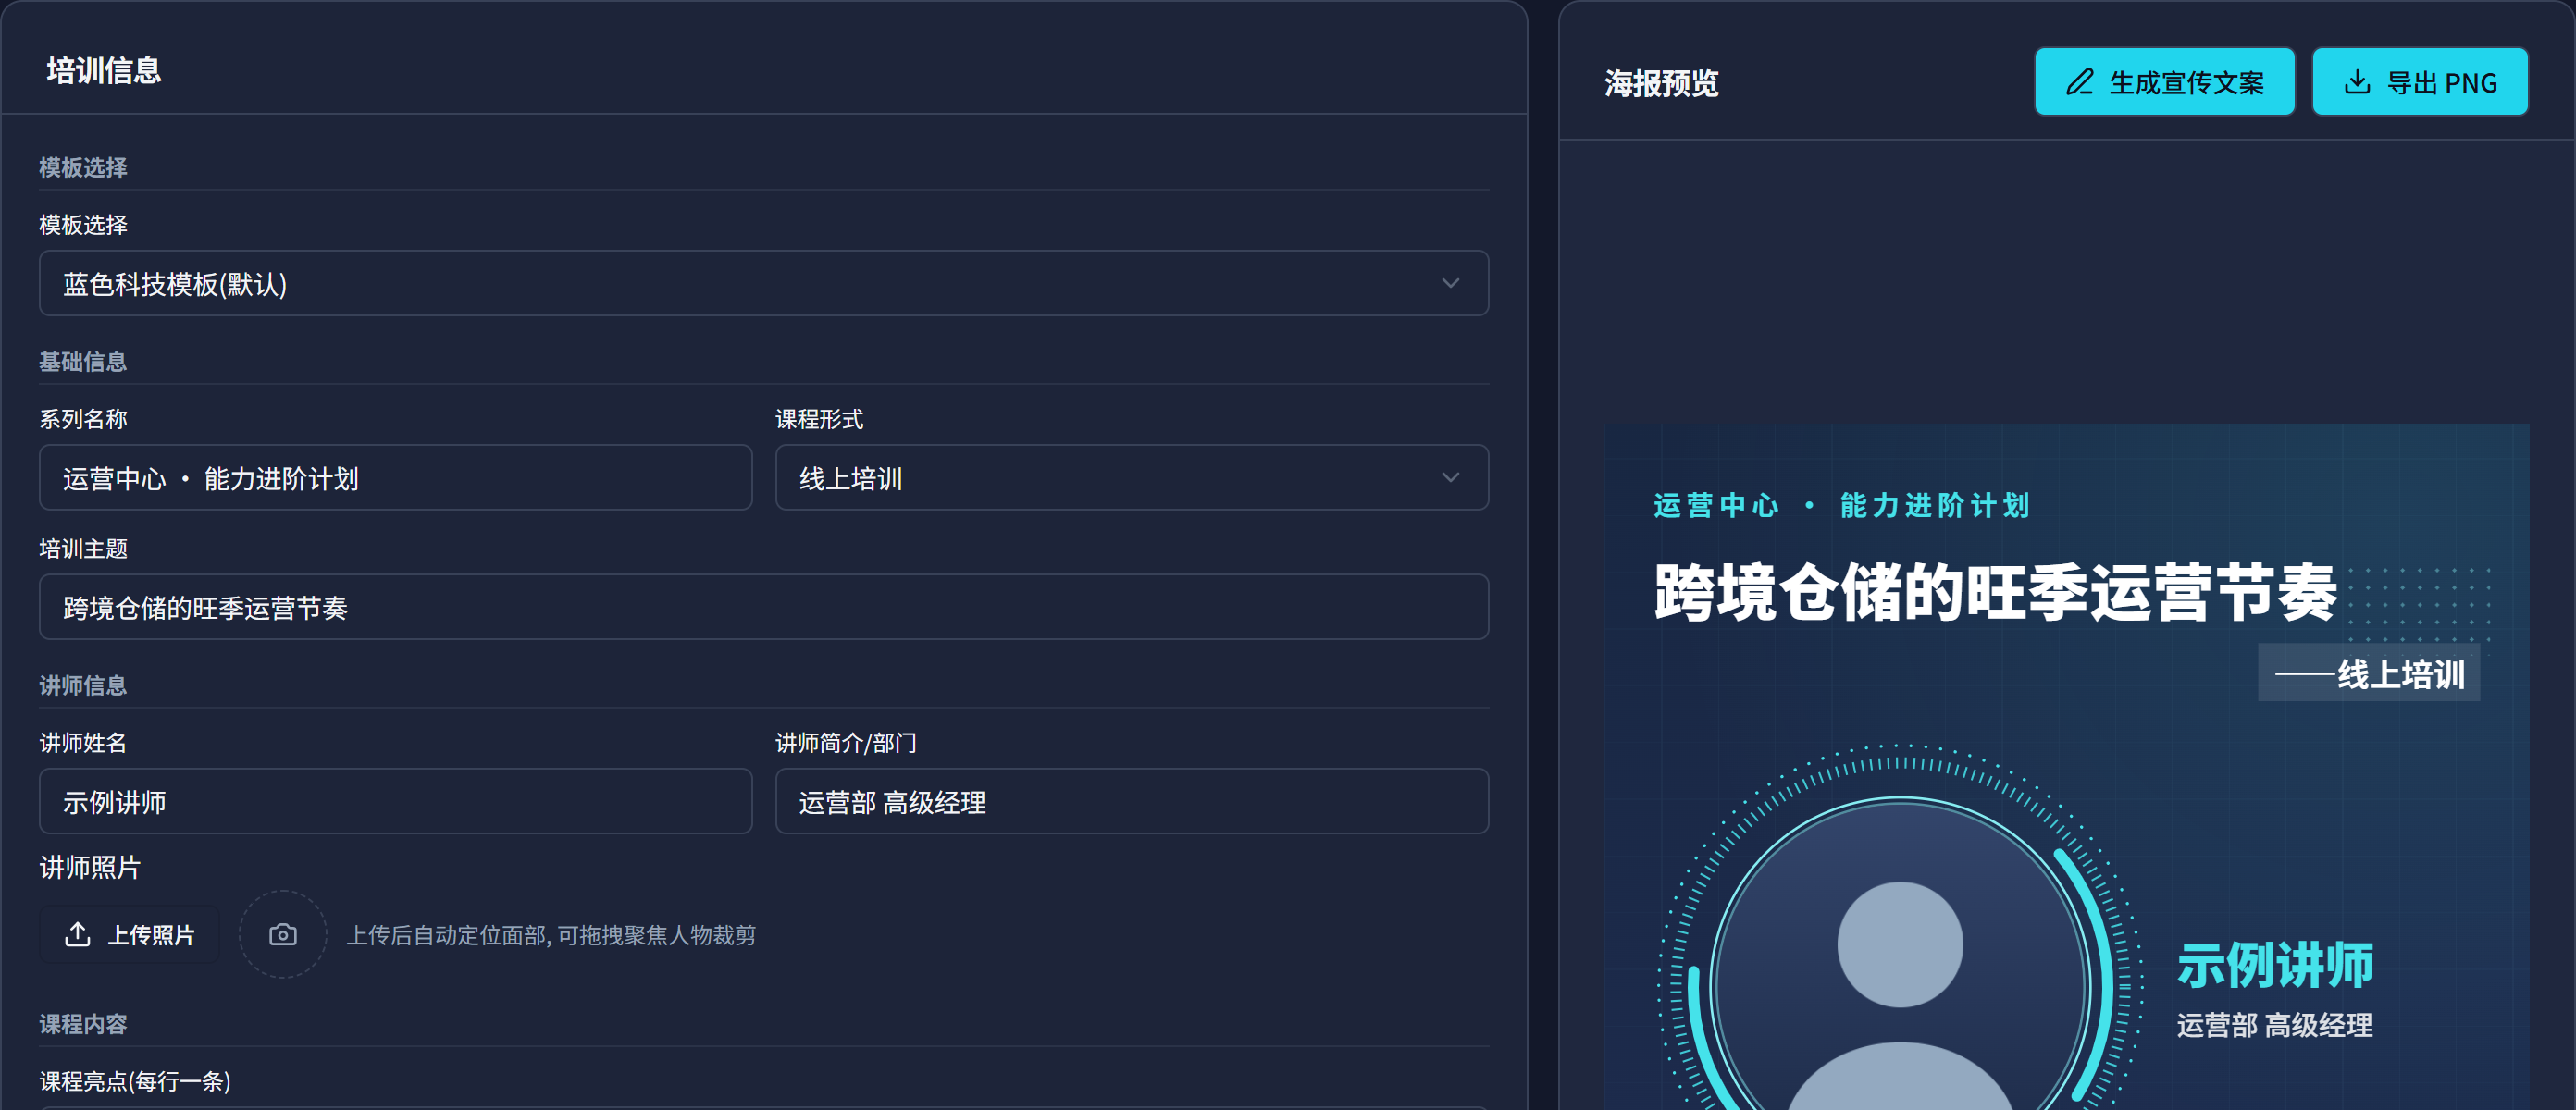 培训信息
模板选择
模板选择
蓝色科技模板(默认)
基础信息
系列名称
课程形式
运营中心 · 能力进阶计划
线上培训
培训主题
跨境仓储的旺季运营节奏
讲师信息
讲师姓名
讲师简介/部门
示例讲师
运营部 高级经理
讲师照片
上传照片
上传后自动定位面部, 可拖拽聚焦人物裁剪
课程内容
课程亮点(每行一条)
海报预览
生成宣传文案
导出 PNG
运营中心 · 能力进阶计划
跨境仓储的旺季运营节奏
——线上培训
示例讲师
运营部 高级经理